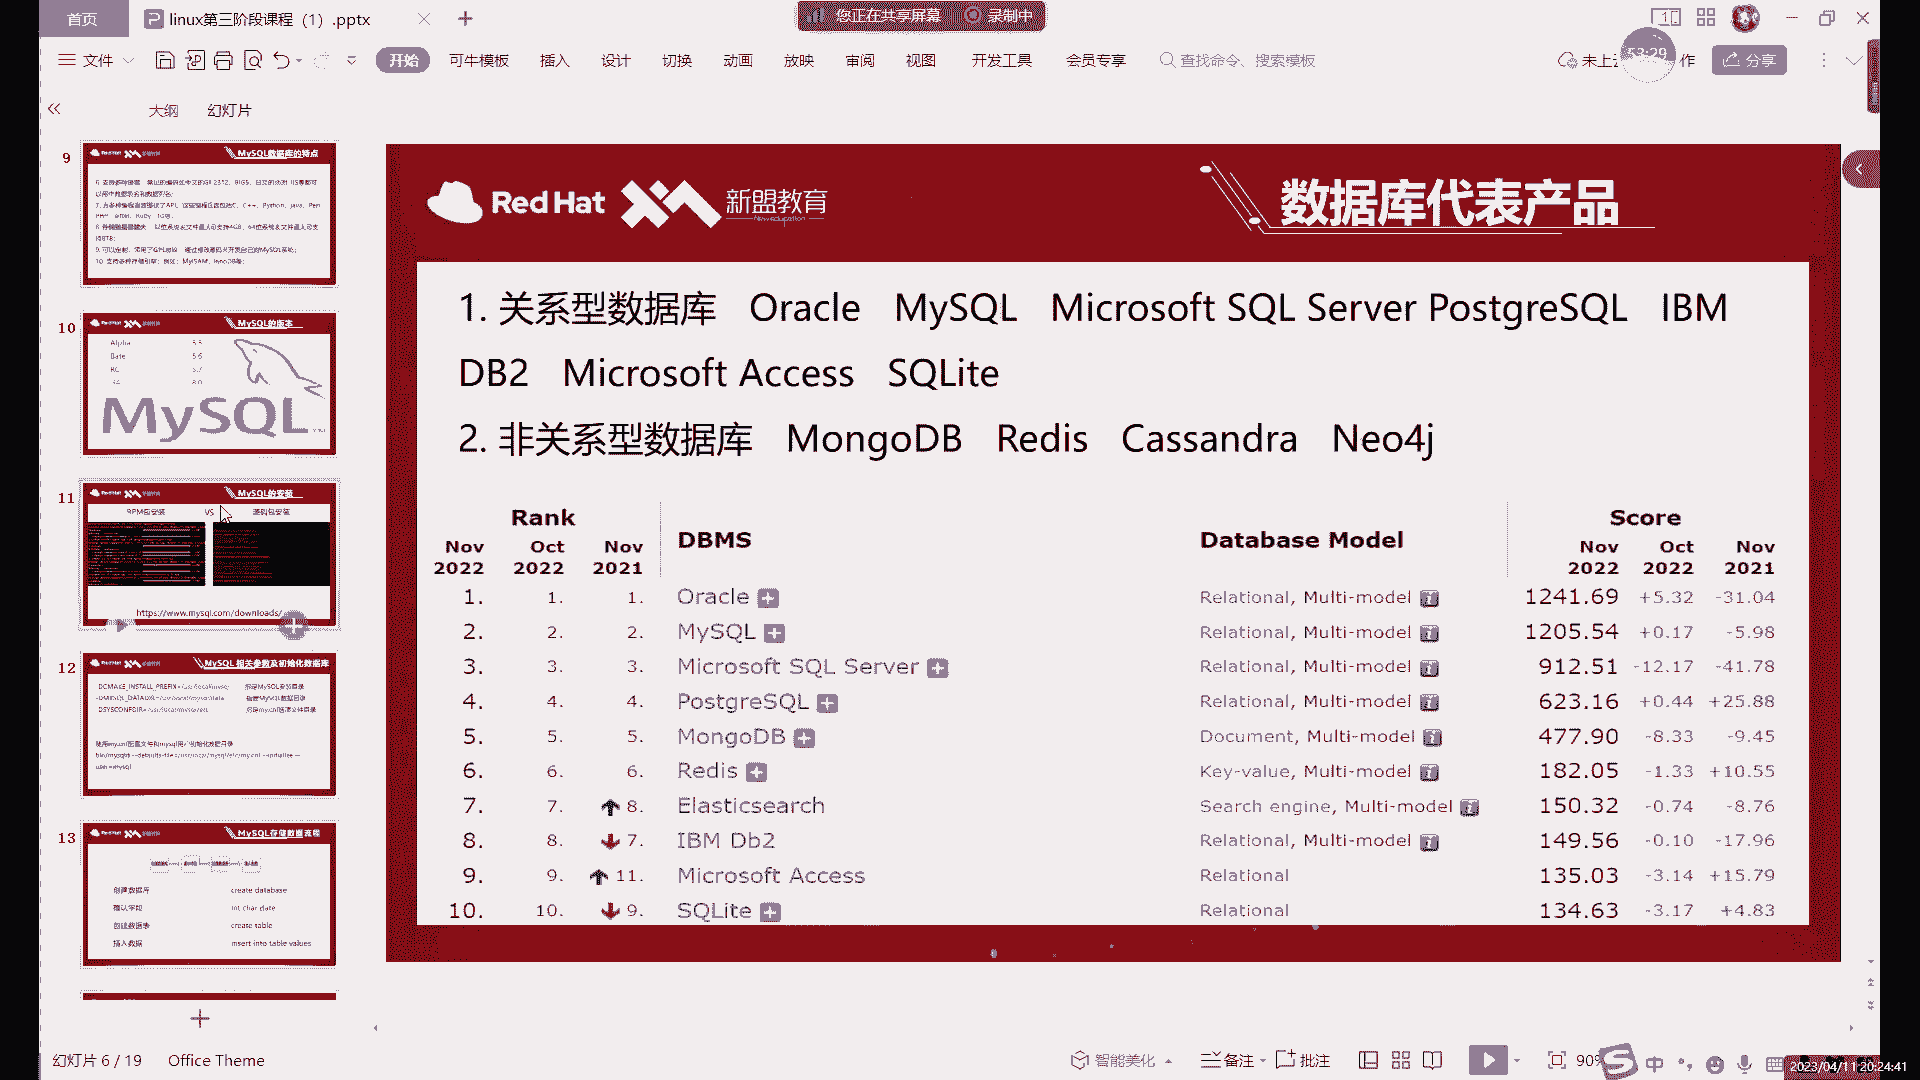 首页
linux第三阶段课程（1）.pptx
您正在共享屏幕
录制中
文件
开始
可牛模板
插入
设计
切换
动画
放映
审阅
视图
开发工具
会员专享
查找命令、搜索模板
未上
53:29
作
分享
大纲
幻灯片
9
MySQL数据库的特点
10
MySQL的版本
Alpha 5.5
5.6
RC 5.7
8.0
MySQL
11
MySQL的安装
RPM包安装 VS 源码包安装
https://www.mysql.com/downloads/
12
MySQL 相关参数及初始化数据库
13
MySQL存储数据流程
创建数据库 create database
确认字段 int char date
创建数据表 create table
插入数据 insert into table values
RedHat 新盟教育
数据库代表产品
1. 关系型数据库 Oracle MySQL Microsoft SQL Server PostgreSQL IBM
DB2 Microsoft Access SQLite
2. 非关系型数据库 MongoDB Redis Cassandra Neo4j
Rank Score
Nov 2022 Oct 2022 Nov 2021 DBMS Database Model Nov 2022 Oct 2022 Nov 2021
1. 1. 1. Oracle Relational, Multi-model 1241.69 +5.32 -31.04
2. 2. 2. MySQL Relational, Multi-model 1205.54 +0.17 -5.98
3. 3. 3. Microsoft SQL Server Relational, Multi-model 912.51 -12.17 -41.78
4. 4. 4. PostgreSQL Relational, Multi-model 623.16 +0.44 +25.88
5. 5. 5. MongoDB Document, Multi-model 477.90 -8.33 -9.45
6. 6. 6. Redis Key-value, Multi-model 182.05 -1.33 +10.55
7. 7. 8. Elasticsearch Search engine, Multi-model 150.32 -0.74 -8.76
8. 8. 7. IBM Db2 Relational, Multi-model 149.56 -0.10 -17.96
9. 9. 11. Microsoft Access Relational 135.03 -3.14 +15.79
10. 10. 9. SQLite Relational 134.63 -3.17 +4.83
幻灯片 6 / 19
Office Theme
智能美化
备注
批注
90%
中
2023/04/11 20:24:41